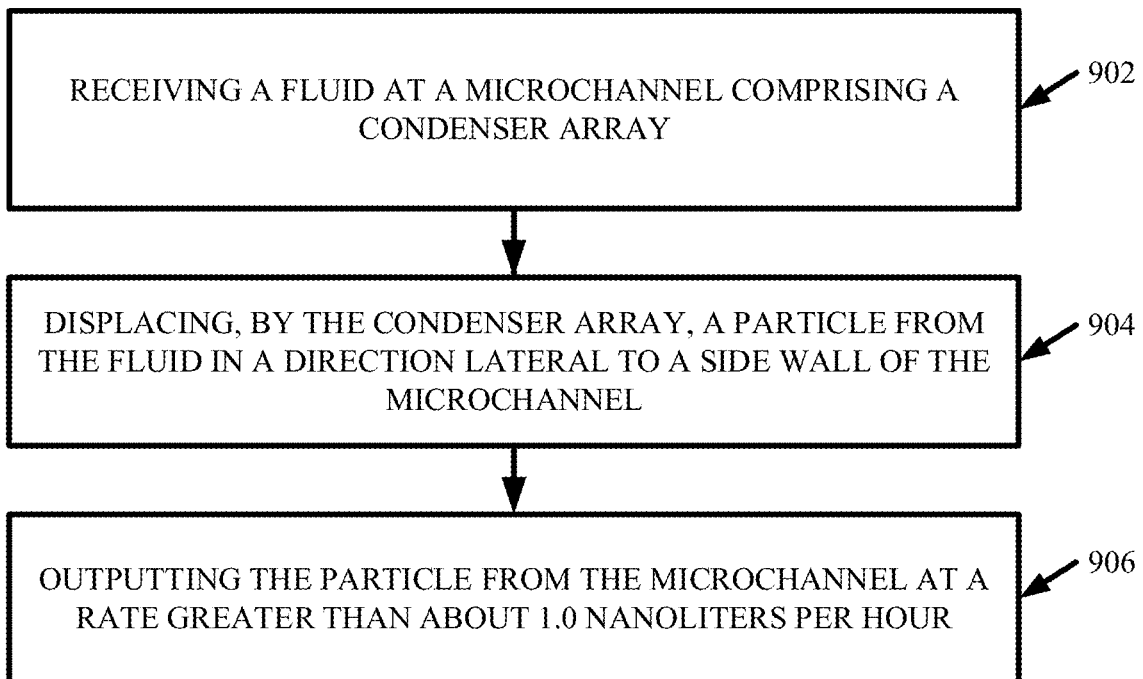 RECEIVING A FLUID AT A MICROCHANNEL COMPRISING A
CONDENSER ARRAY
902
DISPLACING, BY THE CONDENSER ARRAY, A PARTICLE FROM
THE FLUID IN A DIRECTION LATERAL TO A SIDE WALL OF THE
MICROCHANNEL
904
OUTPUTTING THE PARTICLE FROM THE MICROCHANNEL AT A
RATE GREATER THAN ABOUT 1.0 NANOLITERS PER HOUR
906